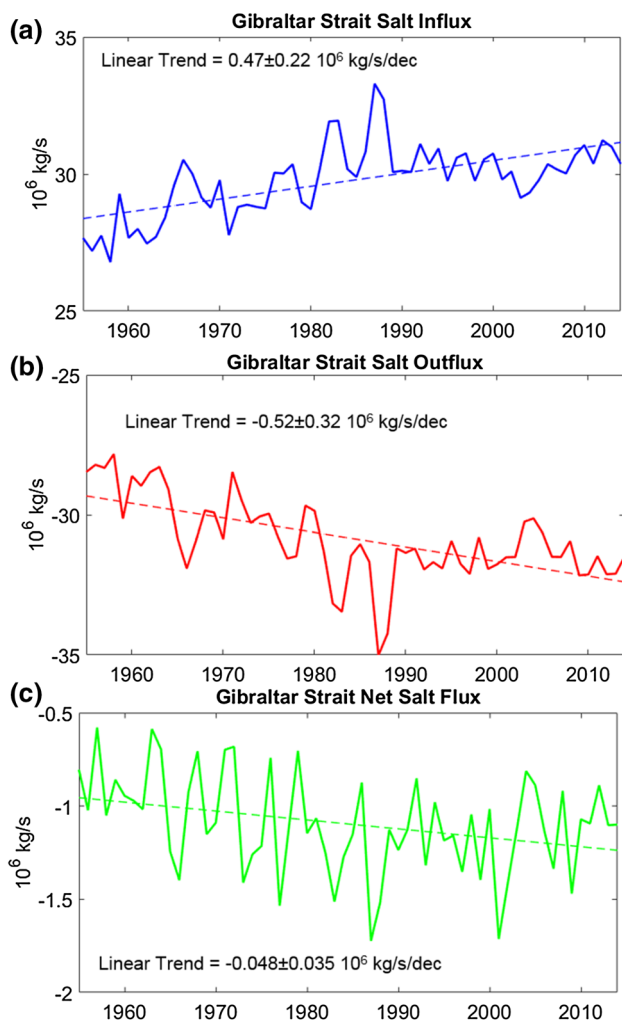 (a)
Gibraltar Strait Salt Influx
Linear Trend = 0.47±0.22 10⁶ kg/s/dec
10⁶ kg/s
35
30
25
1960 1970 1980 1990 2000 2010
(b)
Gibraltar Strait Salt Outflux
Linear Trend = -0.52±0.32 10⁶ kg/s/dec
10⁶ kg/s
-25
-30
-35
1960 1970 1980 1990 2000 2010
(c)
Gibraltar Strait Net Salt Flux
10⁶ kg/s
-0.5
-1
-1.5
-2
Linear Trend = -0.048±0.035 10⁶ kg/s/dec
1960 1970 1980 1990 2000 2010